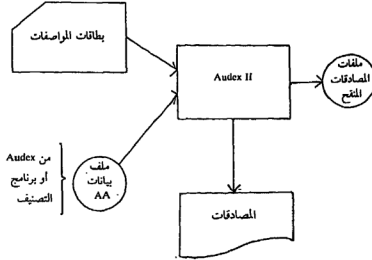 بطاقات المواصفات
Audex II
ملفات
المصادقات
المنقح
من Audex
أو برنامج
التصنيف
ملف
بيانات
AA
المصادقات